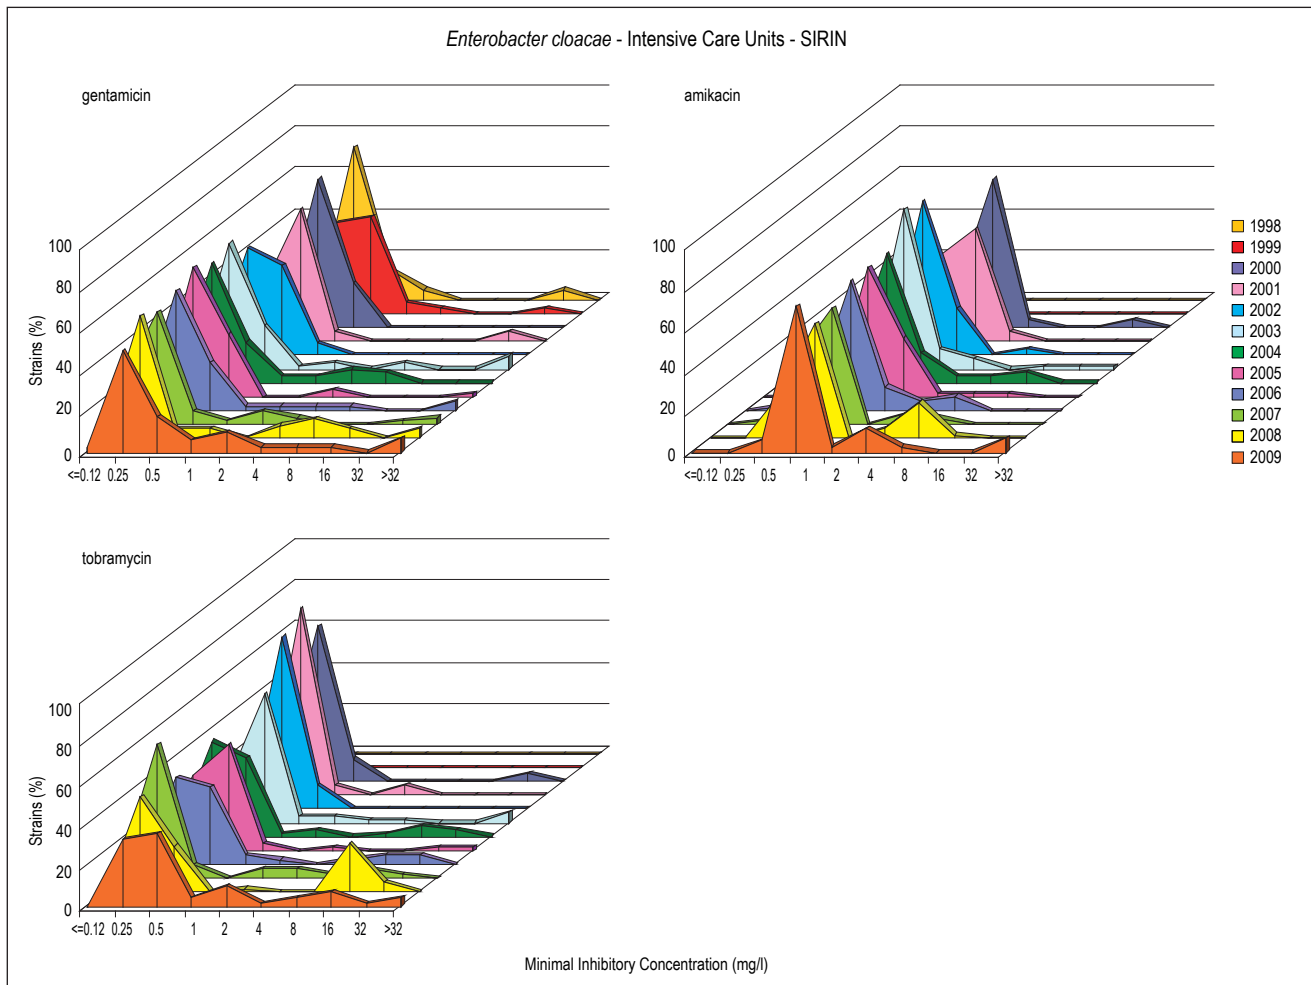 Enterobacter cloacae - Intensive Care Units - SIRIN
gentamicin
amikacin
Strains (%)
100
80
60
40
20
0
<=0.12 0.25 0.5 1 2 4 8 16 32 >32
Strains (%)
100
80
60
40
20
0
<=0.12 0.25 0.5 1 2 4 8 16 32 >32
1998
1999
2000
2001
2002
2003
2004
2005
2006
2007
2008
2009
tobramycin
Strains (%)
100
80
60
40
20
0
<=0.12 0.25 0.5 1 2 4 8 16 32 >32
Minimal Inhibitory Concentration (mg/l)